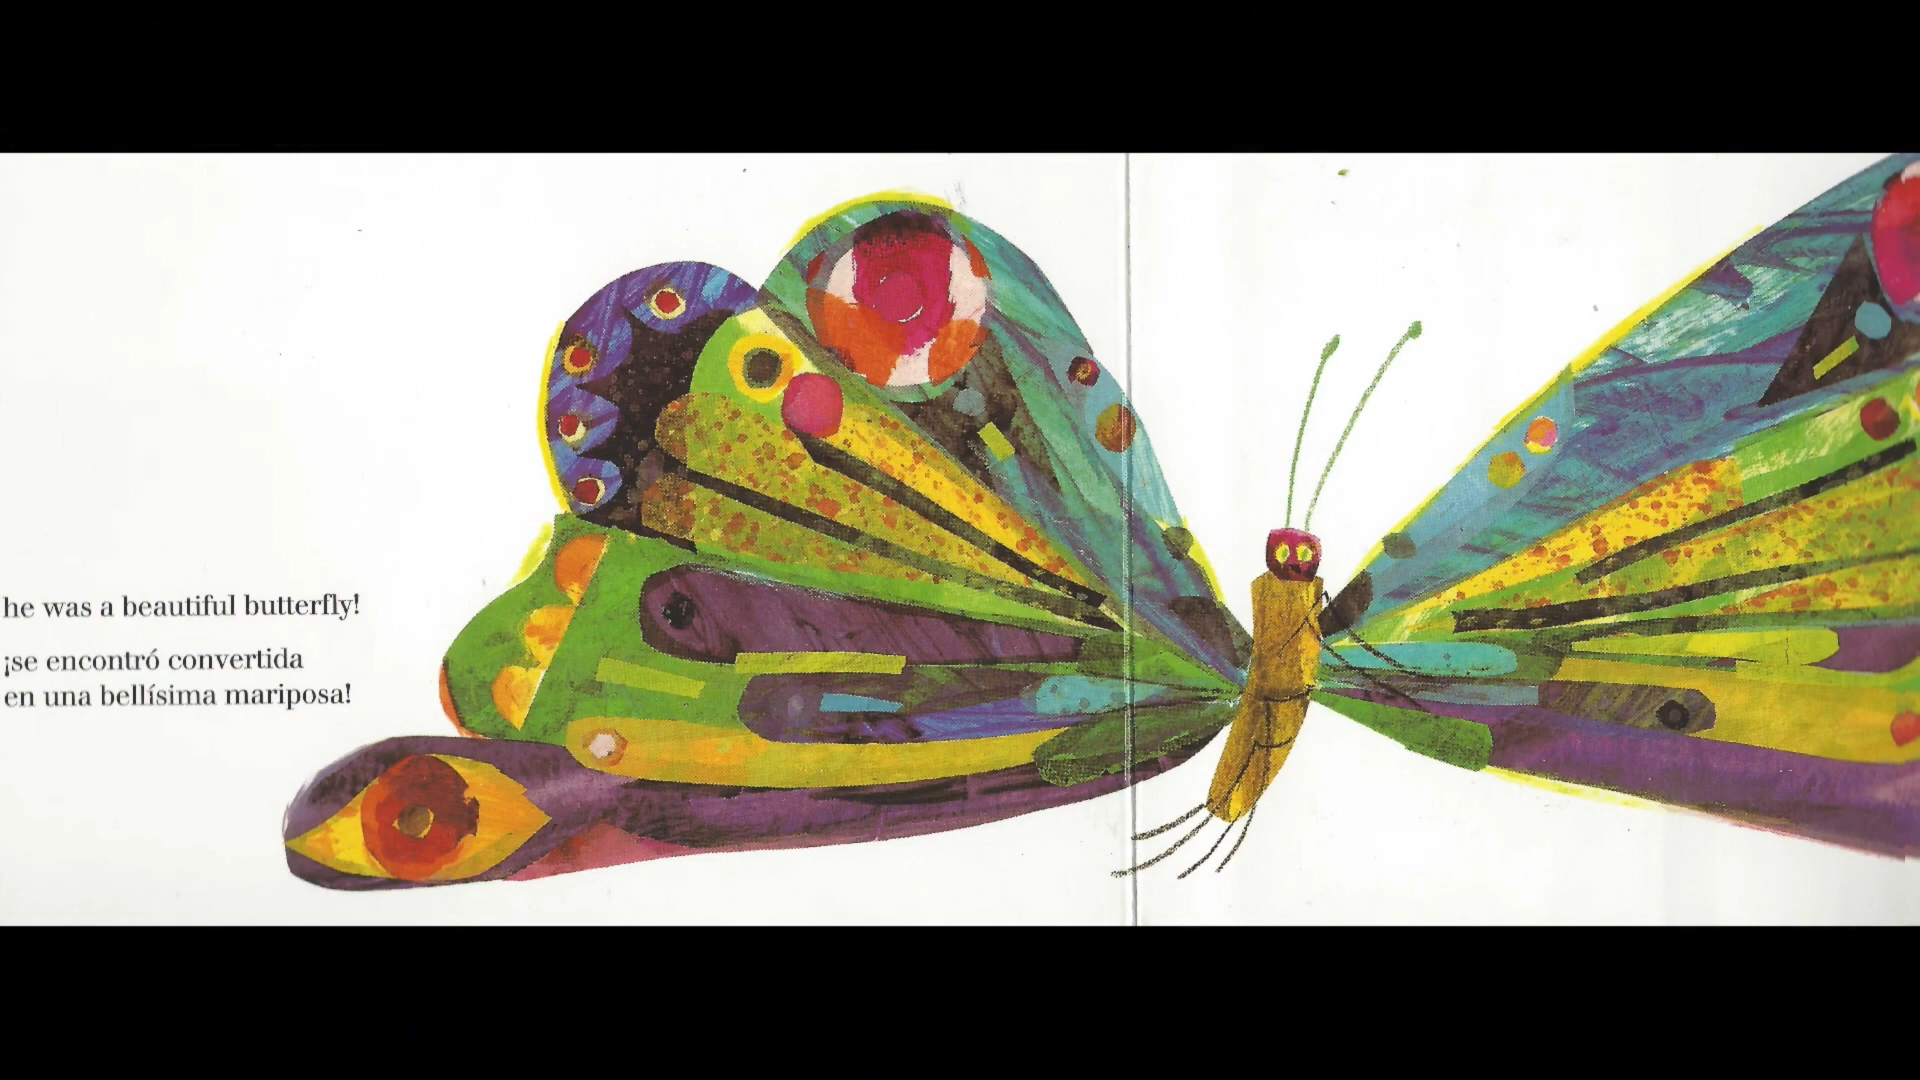 he was a beautiful butterfly!
¡se encontró convertida
en una bellísima mariposa!